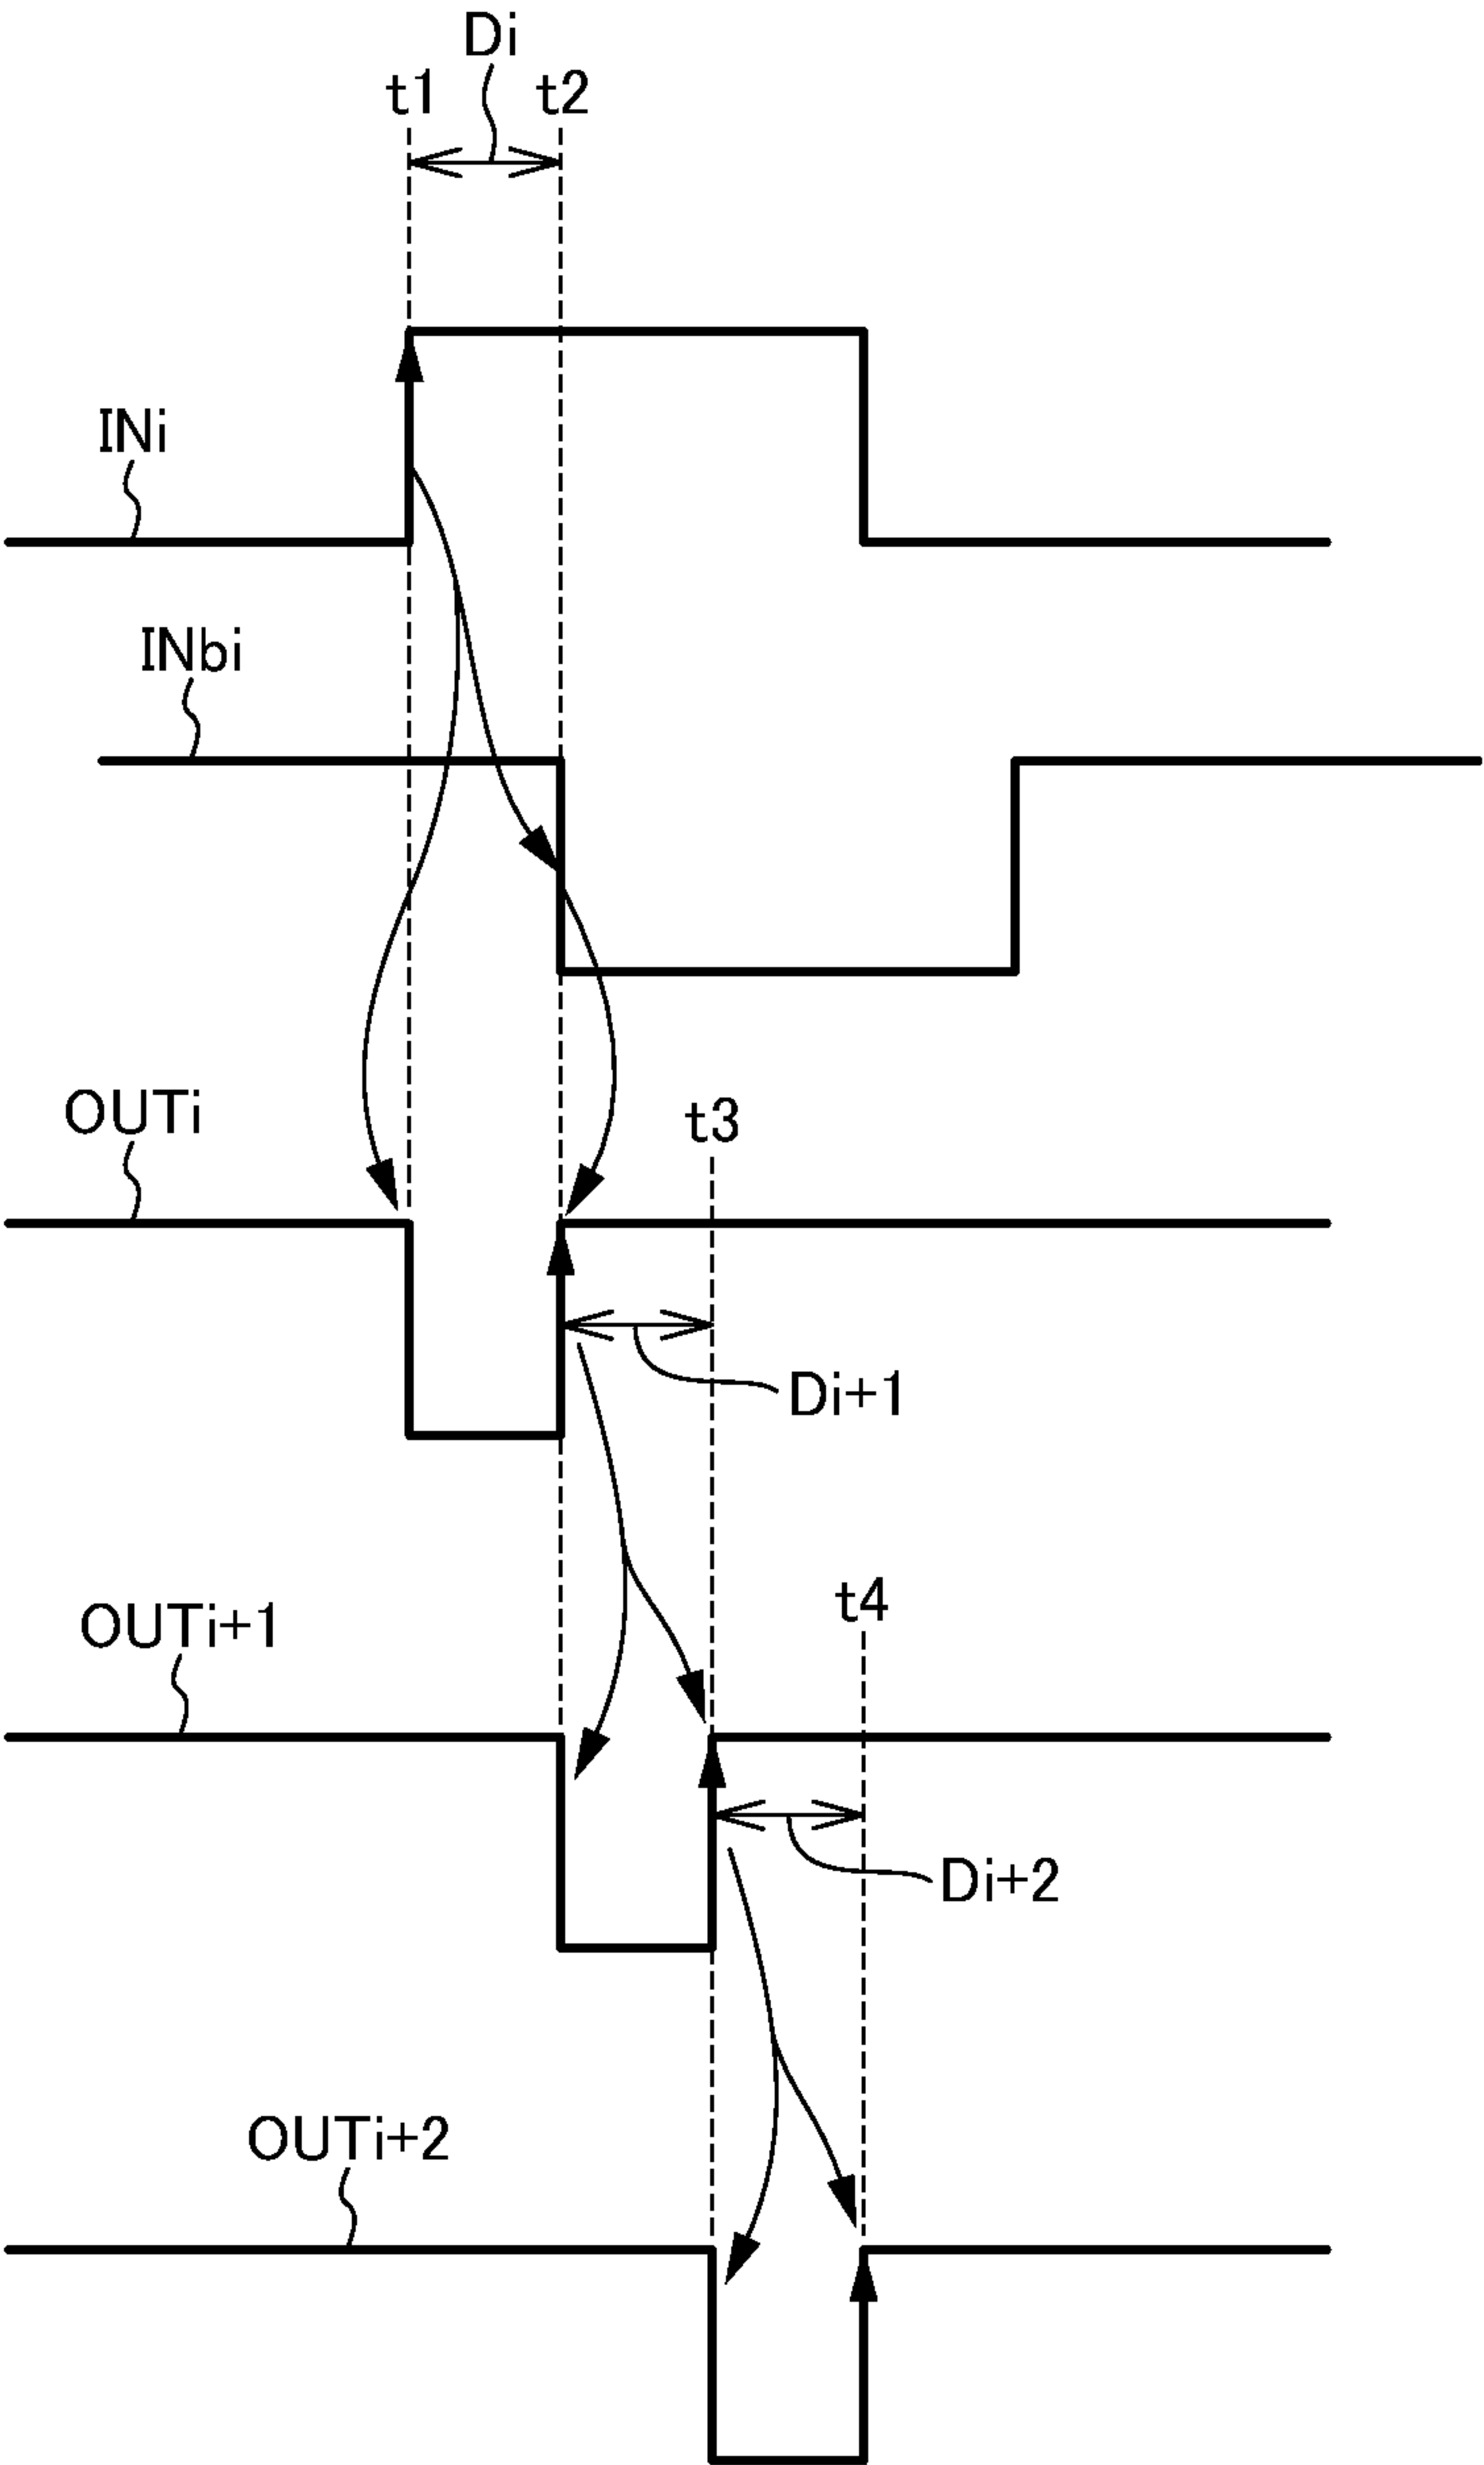 Di
t1
t2
INi
INbi
OUTi
t3
Di+1
t4
OUTi+1
Di+2
OUTi+2